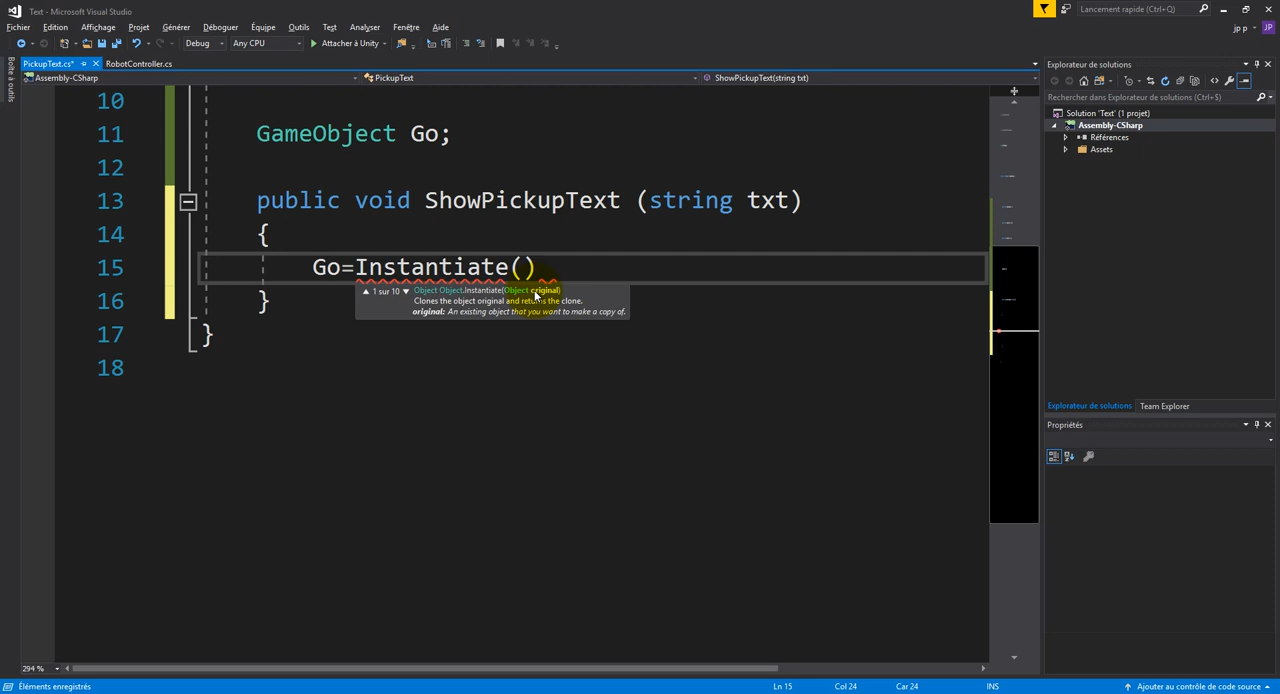 Text - Microsoft Visual Studio
Lancement rapide (Ctrl+Q)
Fichier Edition Affichage Projet Générer Déboguer Équipe Outils Test Analyser Fenêtre Aide
jp p JP
Debug Any CPU Attacher à Unity
Boîte à outils
PickupText.cs* RobotController.cs
Assembly-CSharp PickupText ShowPickupText(string txt)
10
11 GameObject Go;
12
13 public void ShowPickupText (string txt)
14 {
15 Go=Instantiate()
1 sur 10 Object Object.Instantiate(Object original)
Clones the object original and returns the clone.
original: An existing object that you want to make a copy of.
16 }
17 }
18
294 %
Explorateur de solutions
Rechercher dans Explorateur de solutions (Ctrl+$)
Solution 'Text' (1 projet)
Assembly-CSharp
Références
Assets
Explorateur de solutions Team Explorer
Propriétés
Éléments enregistrés Ln 15 Col 24 Car 24 INS Ajouter au contrôle de code source